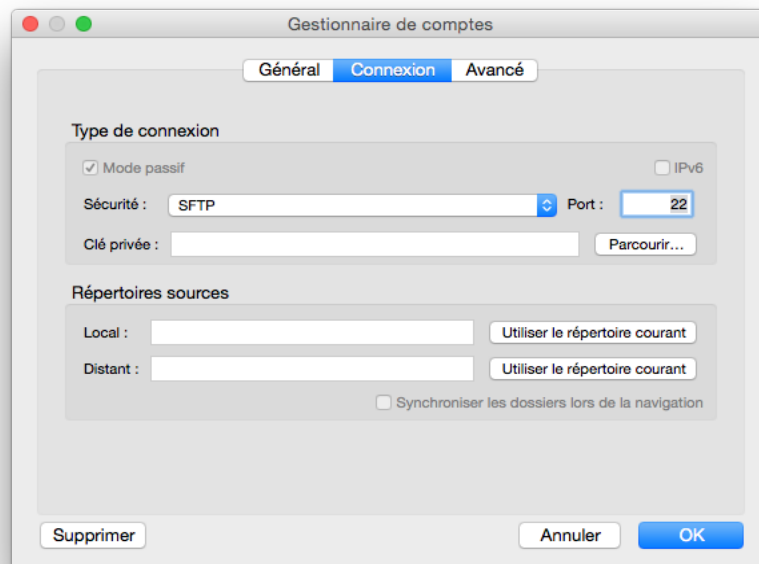 Gestionnaire de comptes
Général Connexion Avancé
Type de connexion
Mode passif IPv6
Sécurité : SFTP Port : 22
Clé privée : Parcourir...
Répertoires sources
Local : Utiliser le répertoire courant
Distant : Utiliser le répertoire courant
Synchroniser les dossiers lors de la navigation
Supprimer Annuler OK